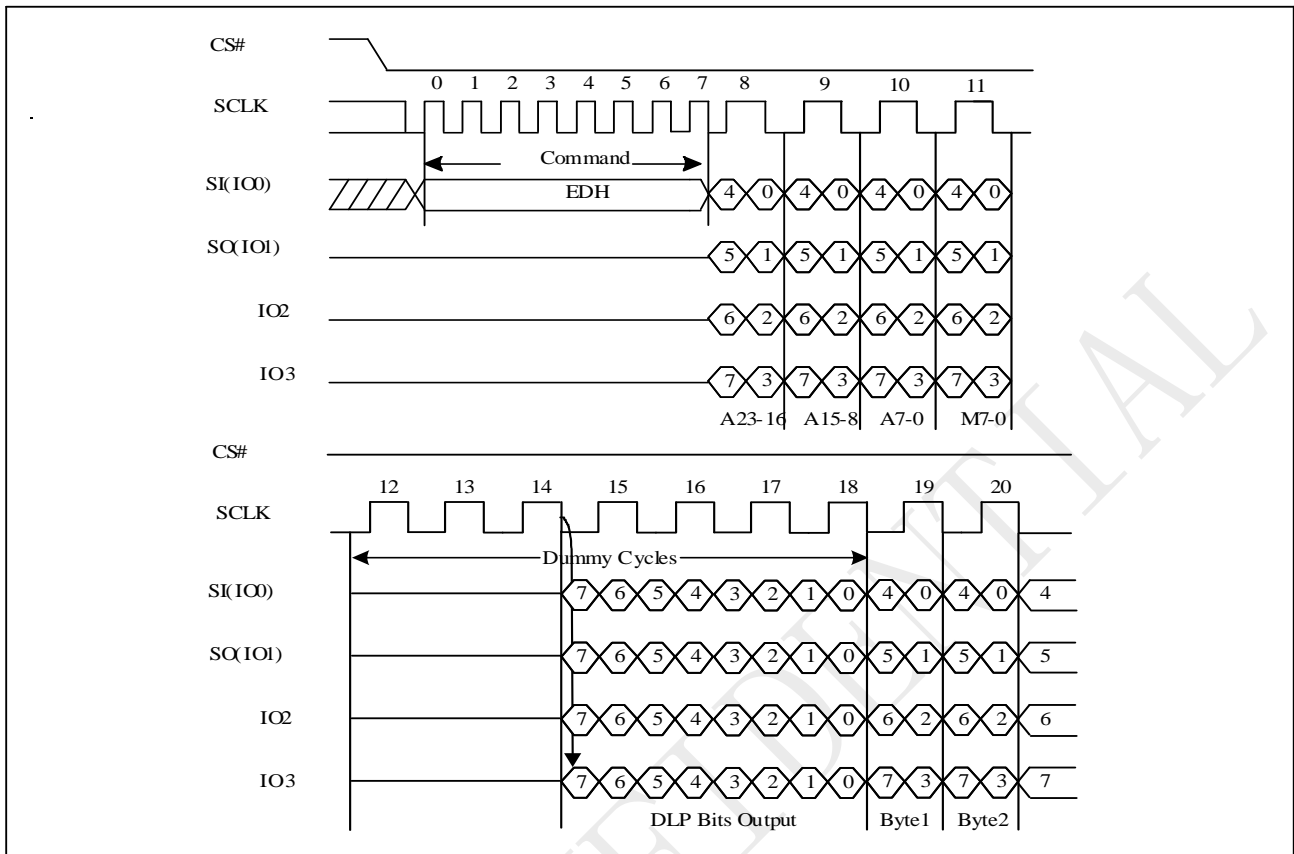 CS#
0 1 2 3 4 5 6 7 8 9 10 11
SCLK
Command
SI(IO0) EDH 4 0 4 0 4 0 4 0
SO(IO1) 5 1 5 1 5 1 5 1
IO2 6 2 6 2 6 2 6 2
IO3 7 3 7 3 7 3 7 3
A23-16 A15-8 A7-0 M7-0
CS#
12 13 14 15 16 17 18 19 20
SCLK
Dummy Cycles
SI(IO0) 7 6 5 4 3 2 1 0 4 0 4 0 4
SO(IO1) 7 6 5 4 3 2 1 0 5 1 5 1 5
IO2 7 6 5 4 3 2 1 0 6 2 6 2 6
IO3 7 6 5 4 3 2 1 0 7 3 7 3 7
DLP Bits Output Byte1 Byte2